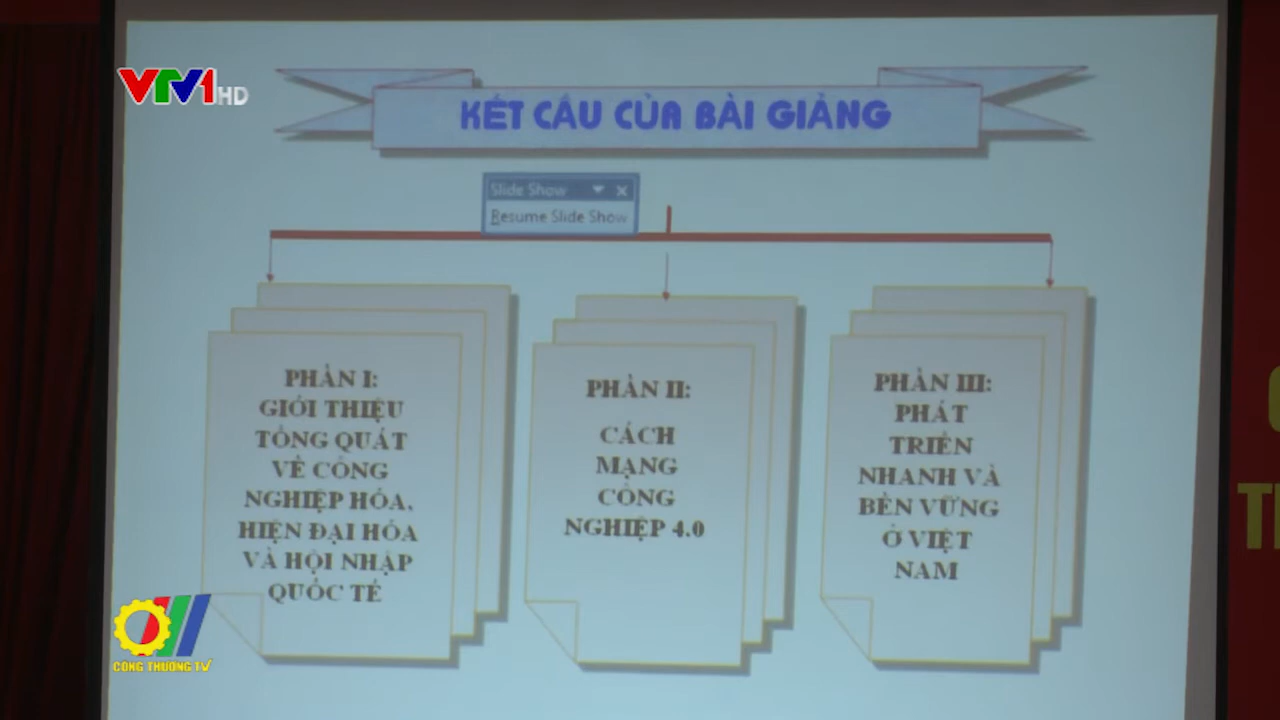 VTV1 HD
KẾT CẤU CỦA BÀI GIẢNG
Slide Show
Resume Slide Show
PHẦN I:
GIỚI THIỆU
TỔNG QUÁT
VỀ CÔNG
NGHIỆP HÓA,
HIỆN ĐẠI HÓA
VÀ HỘI NHẬP
QUỐC TẾ
PHẦN II:
CÁCH
MẠNG
CÔNG
NGHIỆP 4.0
PHẦN III:
PHÁT
TRIỂN
NHANH VÀ
BỀN VỮNG
Ở VIỆT
NAM
CÔNG THƯƠNG TV